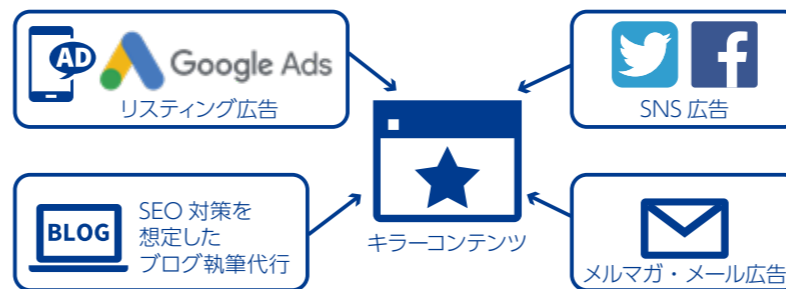 AD
Google Ads
リスティング広告
SNS 広告
BLOG
SEO 対策を
想定した
ブログ執筆代行
キラーコンテンツ
メルマガ・メール広告